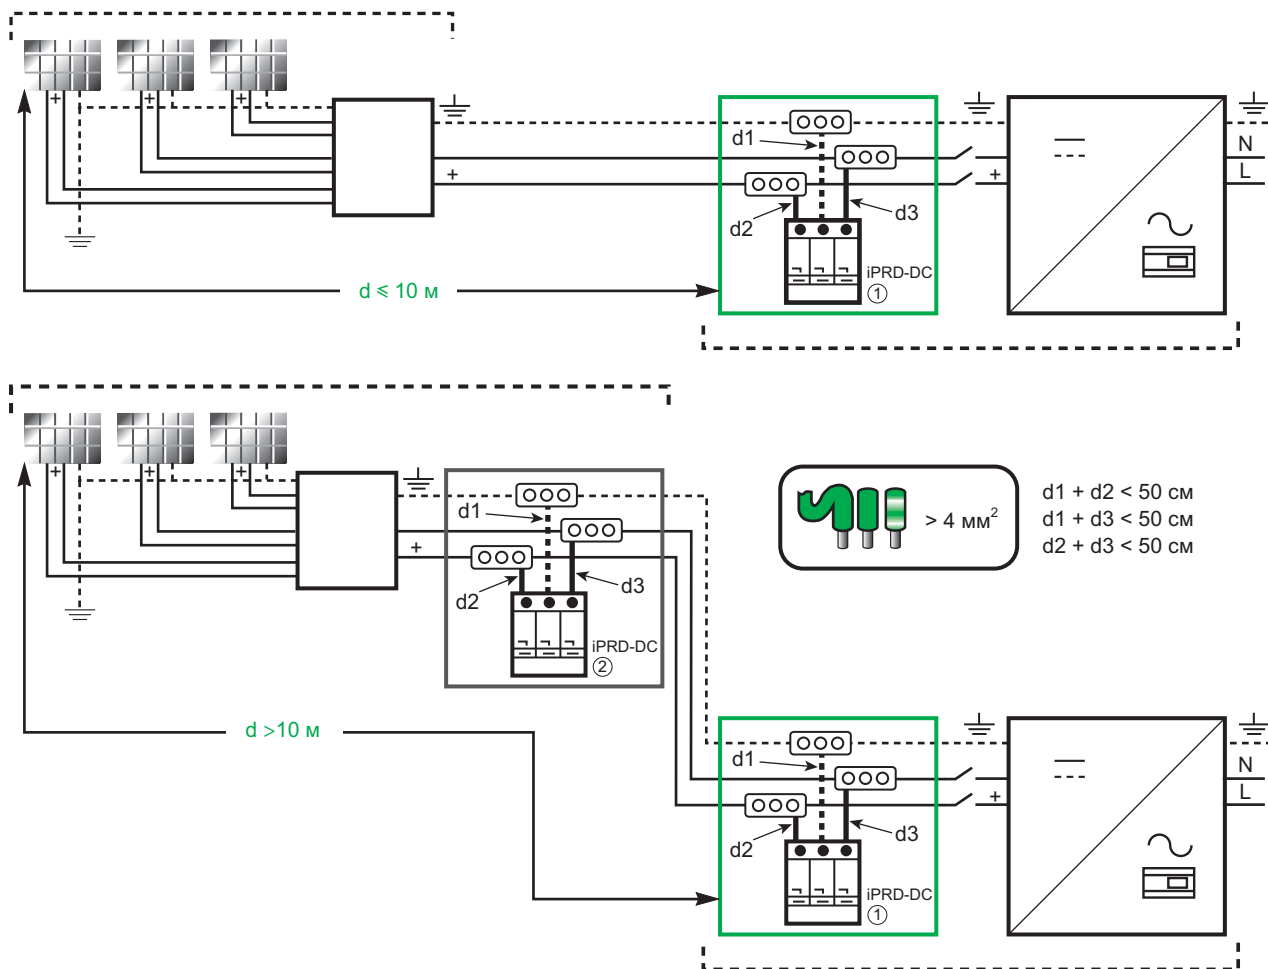 + + +
+
d1
d2
d3
iPRD-DC
1
+
N
L
d ⩽ 10 м
+ + +
+
d1
d2
d3
iPRD-DC
2
> 4 мм²
d1 + d2 < 50 см
d1 + d3 < 50 см
d2 + d3 < 50 см
d >10 м
d1
d2
d3
iPRD-DC
1
+
N
L